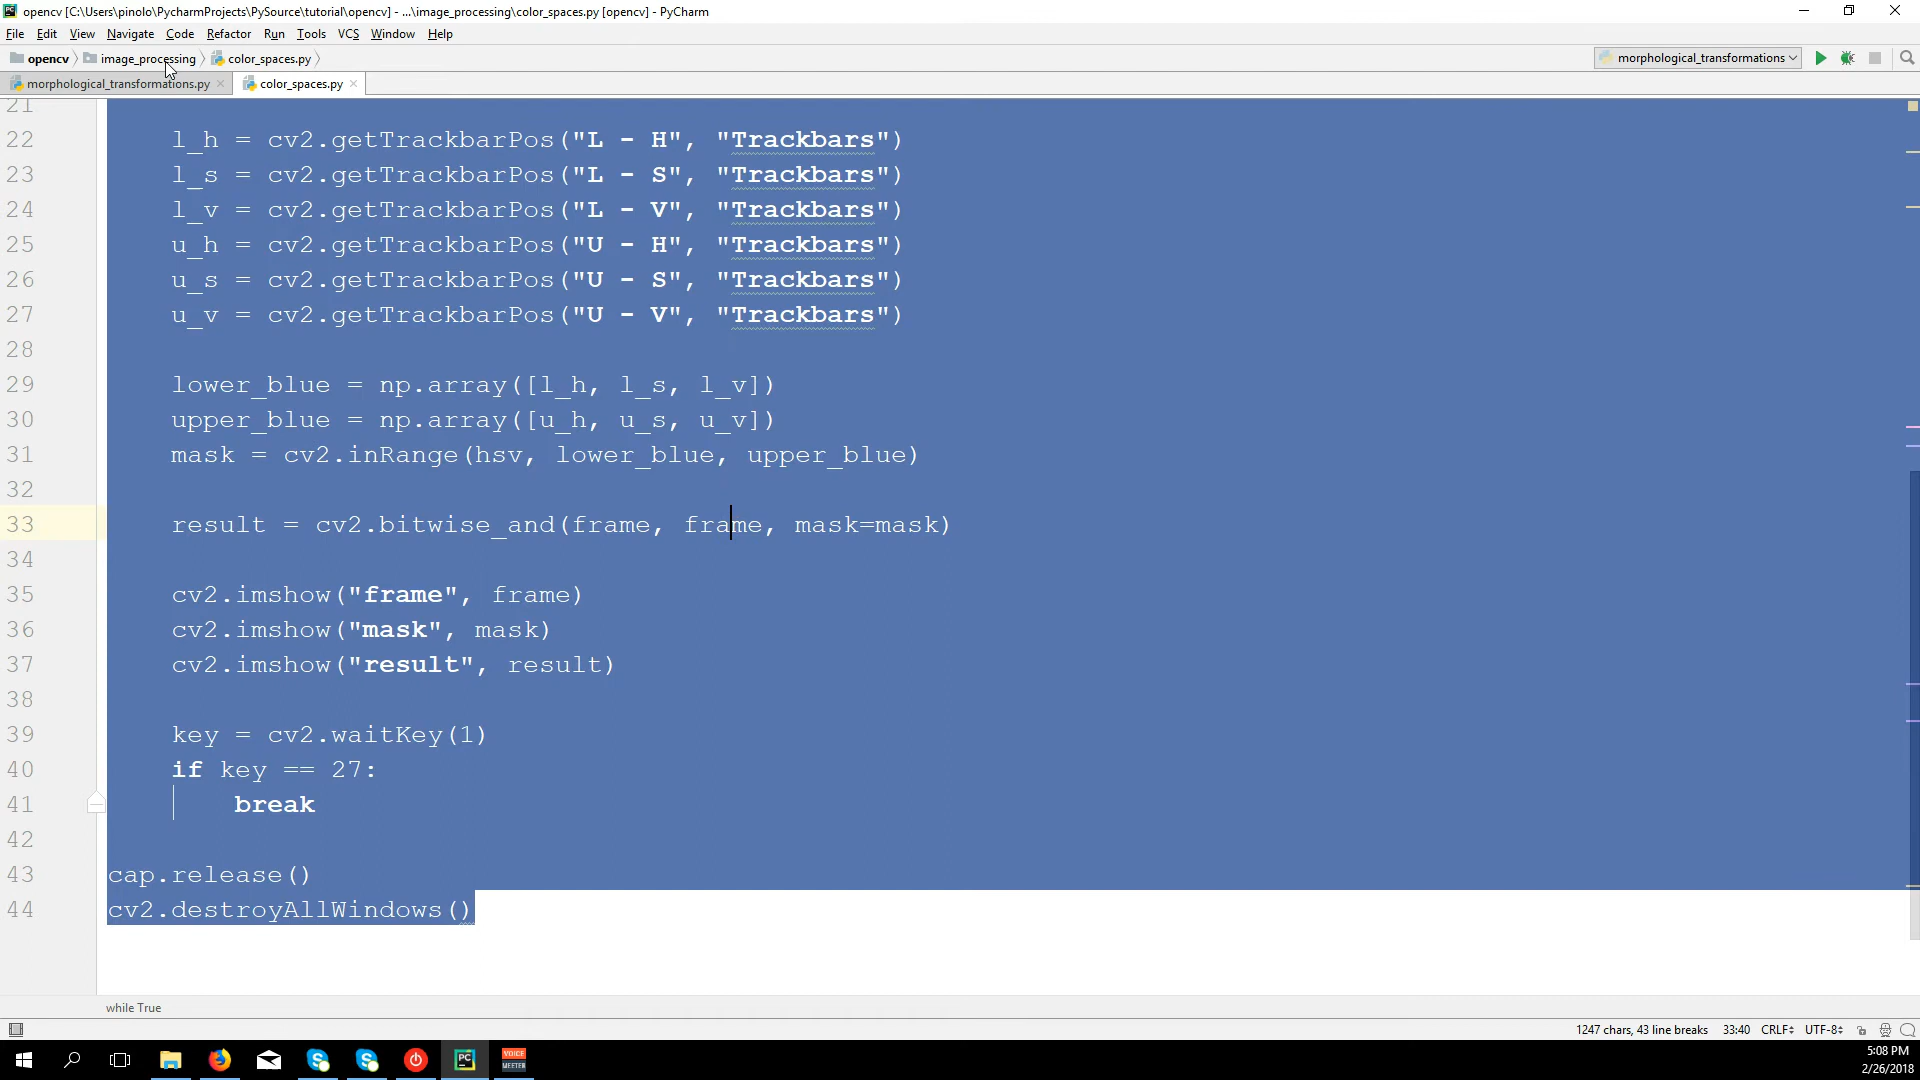 opencv [C:\Users\pinolo\PycharmProjects\PySource\tutorial\opencv] - ...\image_processing\color_spaces.py [opencv] - PyCharm
File Edit View Navigate Code Refactor Run Tools VCS Window Help
opencv image_processing color_spaces.py morphological_transformations
morphological_transformations.py color_spaces.py
21
22 l_h = cv2.getTrackbarPos("L - H", "Trackbars")
23 l_s = cv2.getTrackbarPos("L - S", "Trackbars")
24 l_v = cv2.getTrackbarPos("L - V", "Trackbars")
25 u_h = cv2.getTrackbarPos("U - H", "Trackbars")
26 u_s = cv2.getTrackbarPos("U - S", "Trackbars")
27 u_v = cv2.getTrackbarPos("U - V", "Trackbars")
28
29 lower_blue = np.array([l_h, l_s, l_v])
30 upper_blue = np.array([u_h, u_s, u_v])
31 mask = cv2.inRange(hsv, lower_blue, upper_blue)
32
33 result = cv2.bitwise_and(frame, frame, mask=mask)
34
35 cv2.imshow("frame", frame)
36 cv2.imshow("mask", mask)
37 cv2.imshow("result", result)
38
39 key = cv2.waitKey(1)
40 if key == 27:
41 break
42
43 cap.release()
44 cv2.destroyAllWindows()
while True
1247 chars, 43 line breaks 33:40 CRLF UTF-8
PC VOICE MEETER
5:08 PM
2/26/2018